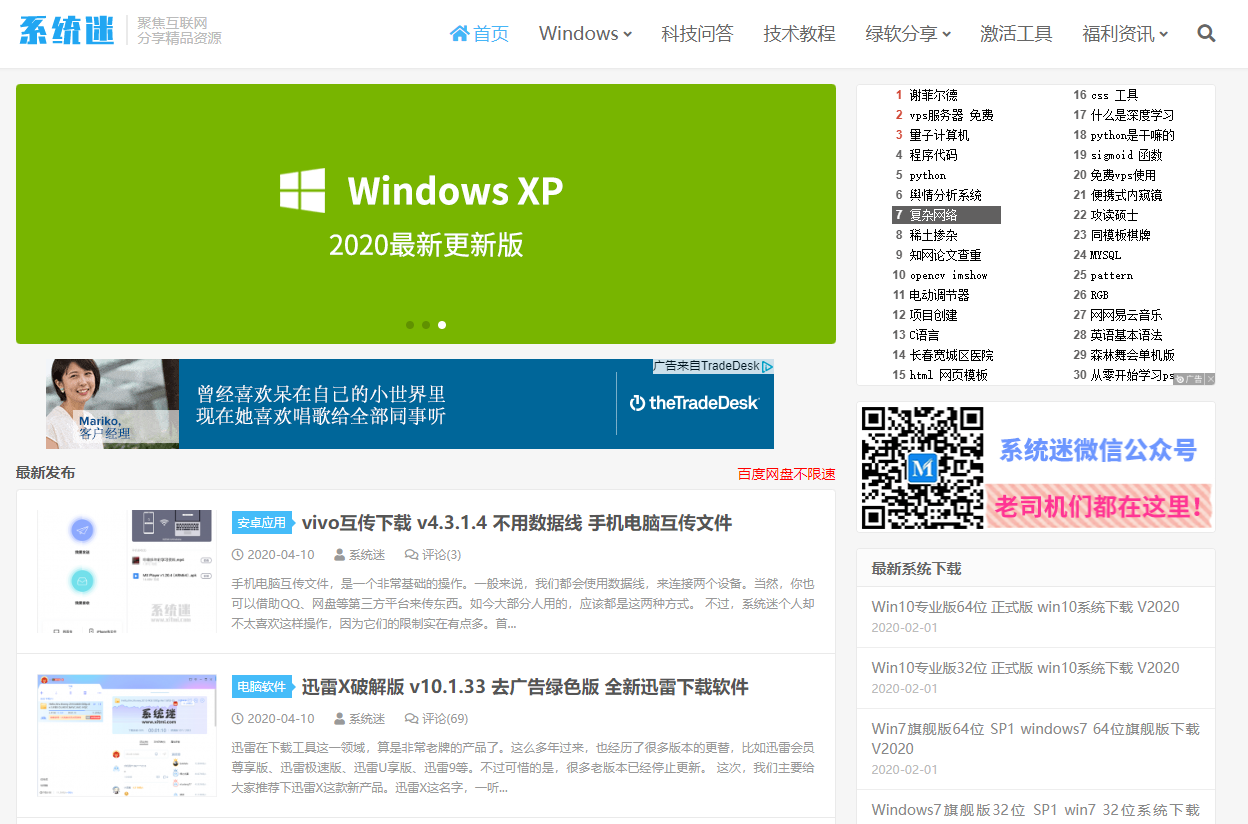 系统迷
聚焦互联网
分享精品资源
首页
Windows
科技问答
技术教程
绿软分享
激活工具
福利资讯
Windows XP
2020最新更新版
Mariko,
客户经理
曾经喜欢呆在自己的小世界里
现在她喜欢唱歌给全部同事听
广告来自TradeDesk
theTradeDesk
最新发布
百度网盘不限速
安卓应用
vivo互传下载 v4.3.1.4 不用数据线 手机电脑互传文件
2020-04-10 系统迷 评论(3)
手机电脑互传文件，是一个非常基础的操作。一般来说，我们都会使用数据线，来连接两个设备。当然，你也
可以借助QQ、网盘等第三方平台来传东西。如今大部分人用的，应该都是这两种方式。 不过，系统迷个人却
不太喜欢这样操作，因为它们的限制实在有点多。首...
电脑软件
迅雷X破解版 v10.1.33 去广告绿色版 全新迅雷下载软件
2020-04-10 系统迷 评论(69)
迅雷在下载工具这一领域，算是非常老牌的产品了。这么多年过来，也经历了很多版本的更替，比如迅雷会员
尊享版、迅雷极速版、迅雷U享版、迅雷9等。不过可惜的是，很多老版本已经停止更新。 这次，我们主要给
大家推荐下迅雷X这款新产品。迅雷X这名字，一听...
1 谢菲尔德
2 vps服务器 免费
3 量子计算机
4 程序代码
5 python
6 舆情分析系统
7 复杂网络
8 稀土掺杂
9 知网论文查重
10 opencv imshow
11 电动调节器
12 项目创建
13 C语言
14 长春宽城区医院
15 html 网页模板
16 css 工具
17 什么是深度学习
18 python是干嘛的
19 sigmoid 函数
20 免费vps使用
21 便携式内窥镜
22 攻读硕士
23 同模板棋牌
24 MYSQL
25 pattern
26 RGB
27 网网易云音乐
28 英语基本语法
29 森林舞会单机版
30 从零开始学习ps
广告
M
系统迷微信公众号
老司机们都在这里！
最新系统下载
Win10专业版64位 正式版 win10系统下载 V2020
2020-02-01
Win10专业版32位 正式版 win10系统下载 V2020
2020-02-01
Win7旗舰版64位 SP1 windows7 64位旗舰版下载
V2020
2020-02-01
Windows7旗舰版32位 SP1 win7 32位系统下载